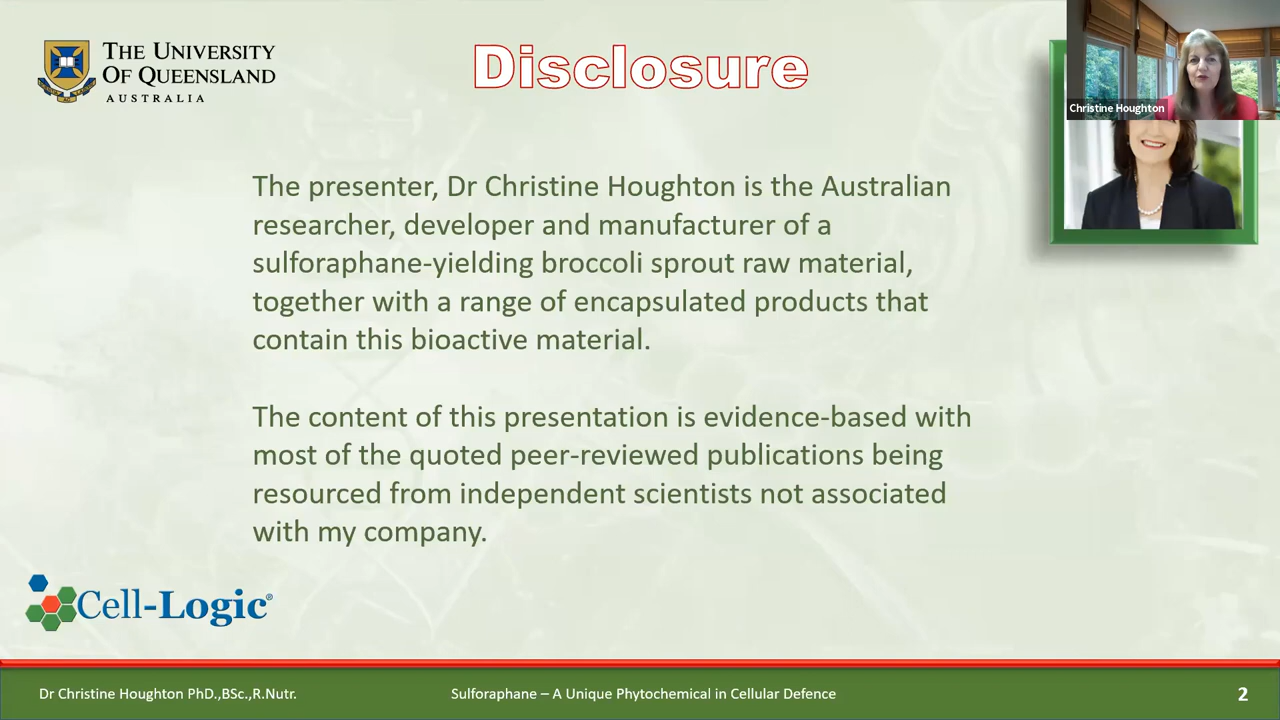 THE UNIVERSITY
OF QUEENSLAND
AUSTRALIA
Disclosure
Christine Houghton
The presenter, Dr Christine Houghton is the Australian
researcher, developer and manufacturer of a
sulforaphane-yielding broccoli sprout raw material,
together with a range of encapsulated products that
contain this bioactive material.
The content of this presentation is evidence-based with
most of the quoted peer-reviewed publications being
resourced from independent scientists not associated
with my company.
Cell-Logic®
Dr Christine Houghton PhD.,BSc.,R.Nutr.
Sulforaphane – A Unique Phytochemical in Cellular Defence
2